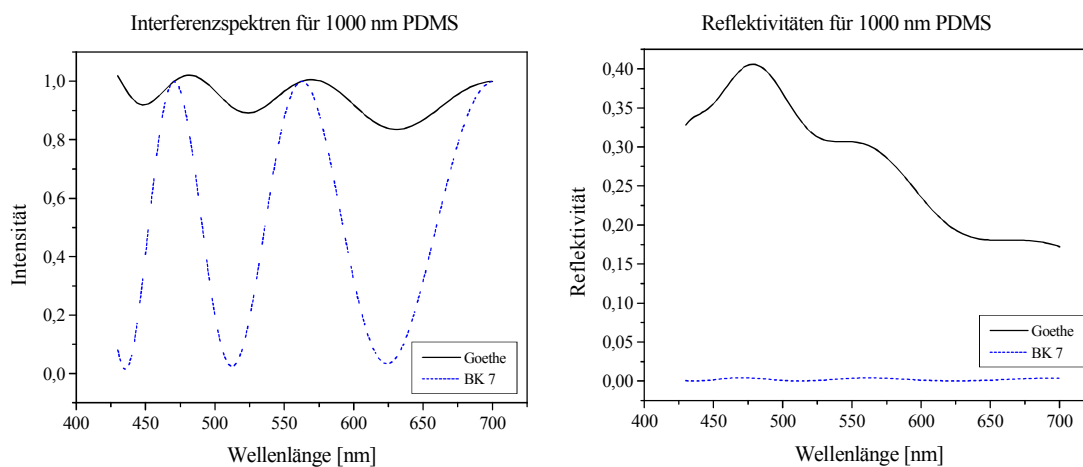 Interferenzspektren für 1000 nm PDMS
Intensität
1,0
0,8
0,6
0,4
0,2
0,0
400 450 500 550 600 650 700
Wellenlänge [nm]
Goethe
BK 7
Reflektivitäten für 1000 nm PDMS
Reflektivität
0,40
0,35
0,30
0,25
0,20
0,15
0,10
0,05
0,00
400 450 500 550 600 650 700
Wellenlänge [nm]
Goethe
BK 7